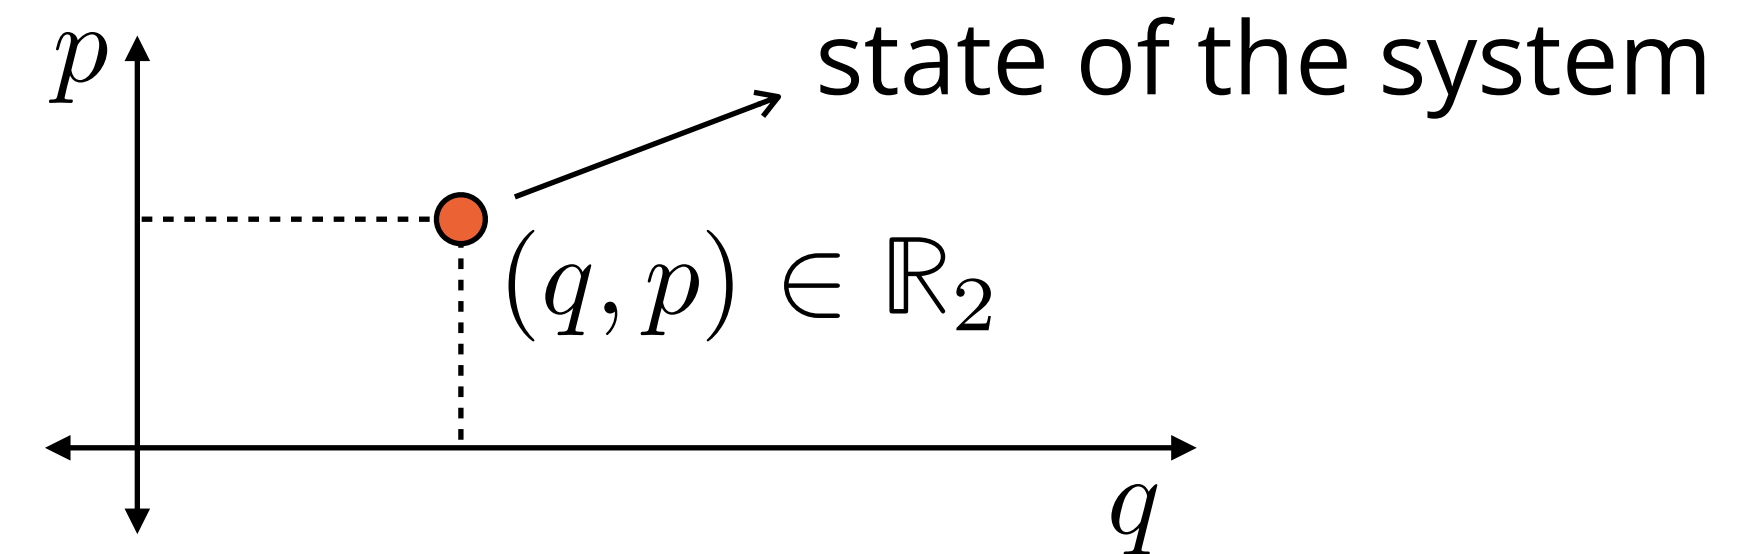 p
state of the system
(q, p) ∈ ℝ₂
q